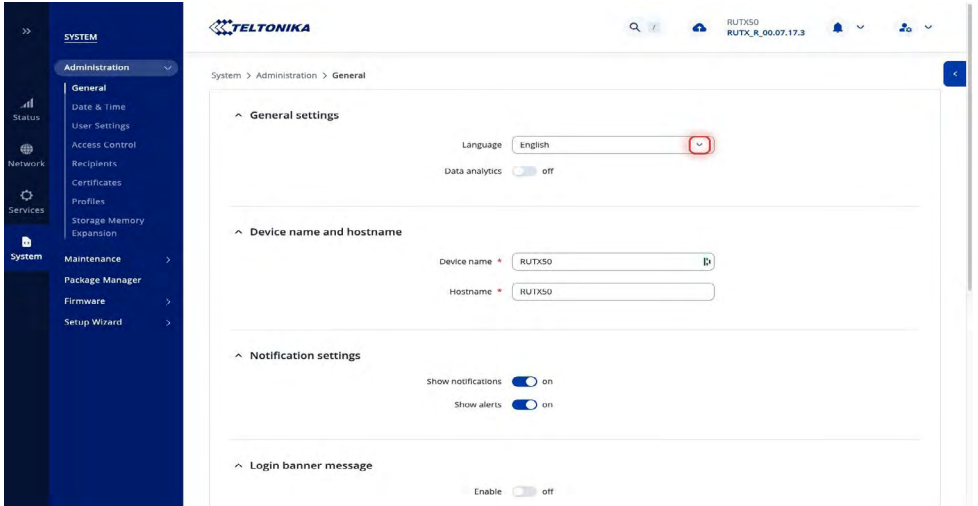 TELTONIKA
/
RUTX50
RUTX_R_00.07.17.3
Status
Network
Services
System
SYSTEM
Administration
General
Date & Time
User Settings
Access Control
Recipients
Certificates
Profiles
Storage Memory
Expansion
Maintenance
Package Manager
Firmware
Setup Wizard
System > Administration > General
General settings
Language English
Data analytics off
Device name and hostname
Device name * RUTX50
Hostname * RUTX50
Notification settings
Show notifications on
Show alerts on
Login banner message
Enable off